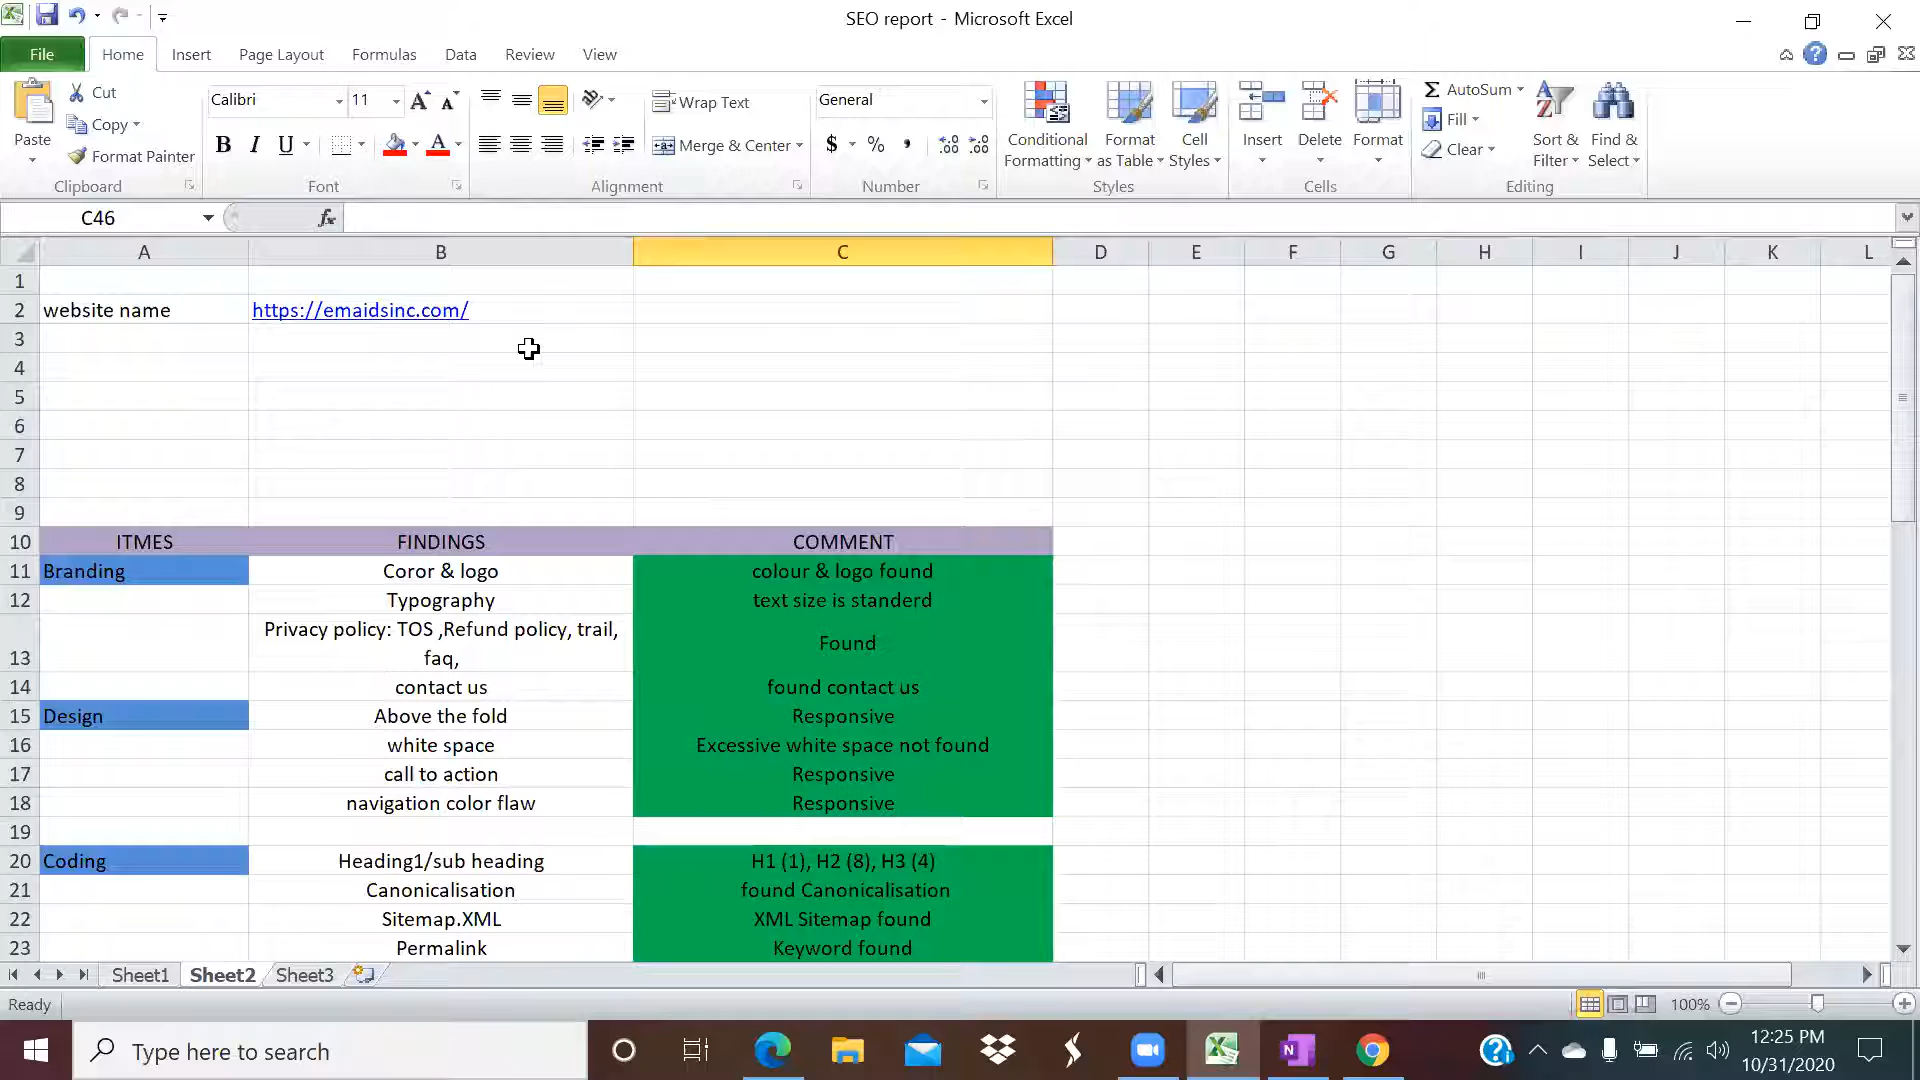 SEO report - Microsoft Excel
File Home Insert Page Layout Formulas Data Review View
Paste
Cut
Copy
Format Painter
Clipboard
Calibri 11
B I U
Font
Wrap Text
Merge & Center
Alignment
General
$ % ,
Number
Conditional Formatting
Format as Table
Cell Styles
Styles
Insert Delete Format
Cells
Σ AutoSum
Fill
Clear
Sort & Filter
Find & Select
Editing
C46 fx
A B C D E F G H I J K L
1
2 website name https://emaidsinc.com/
3
4
5
6
7
8
9
10 ITMES FINDINGS COMMENT
11 Branding Coror & logo colour & logo found
12 Typography text size is standerd
Privacy policy: TOS ,Refund policy, trail,
13 faq, Found
14 contact us found contact us
15 Design Above the fold Responsive
16 white space Excessive white space not found
17 call to action Responsive
18 navigation color flaw Responsive
19
20 Coding Heading1/sub heading H1 (1), H2 (8), H3 (4)
21 Canonicalisation found Canonicalisation
22 Sitemap.XML XML Sitemap found
23 Permalink Keyword found
Sheet1 Sheet2 Sheet3
Ready 100%
Type here to search
12:25 PM
10/31/2020